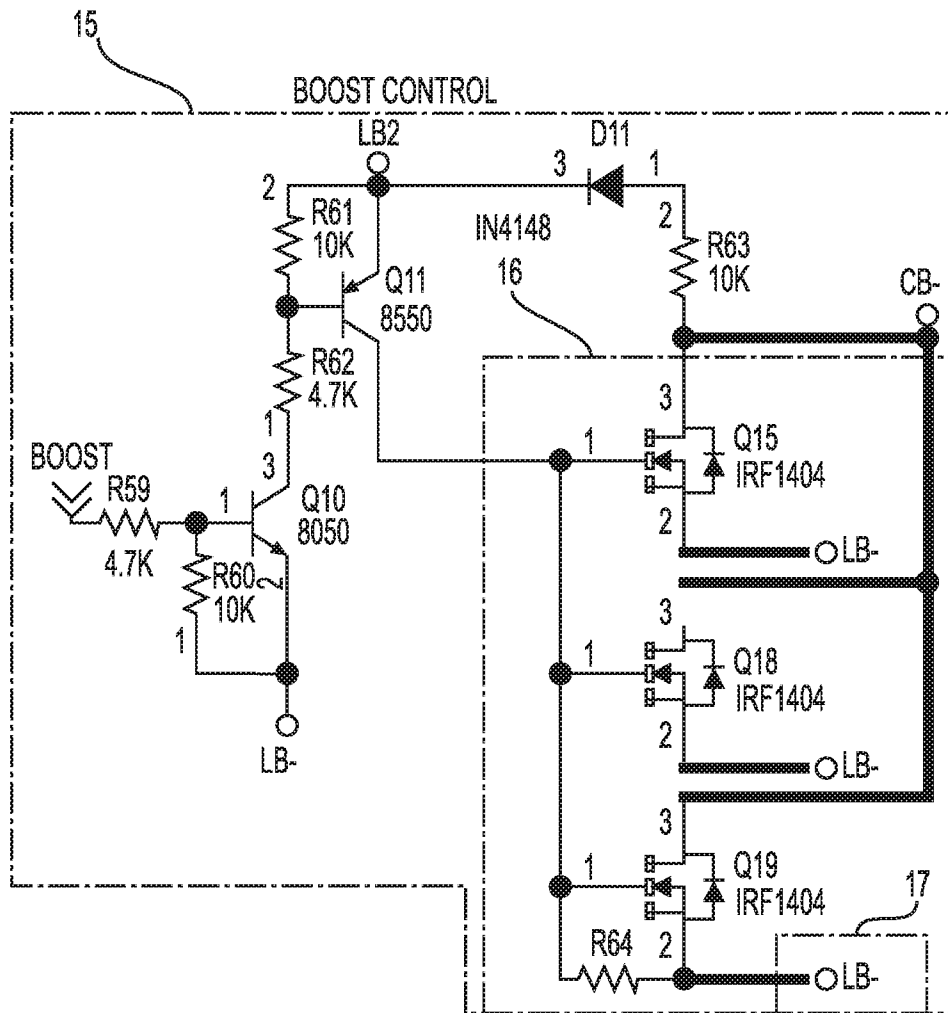 15
BOOST CONTROL
LB2
D11
3
1
2
2
R61
10K
IN4148
16
R63
10K
CB-
Q11
8550
R62
4.7K
1
3
3
1
Q15
IRF1404
BOOST
R59
4.7K
1
Q10
8050
2
LB-
R60
10K
2
1
3
1
Q18
IRF1404
2
LB-
LB-
3
1
Q19
IRF1404
17
R64
2
LB-